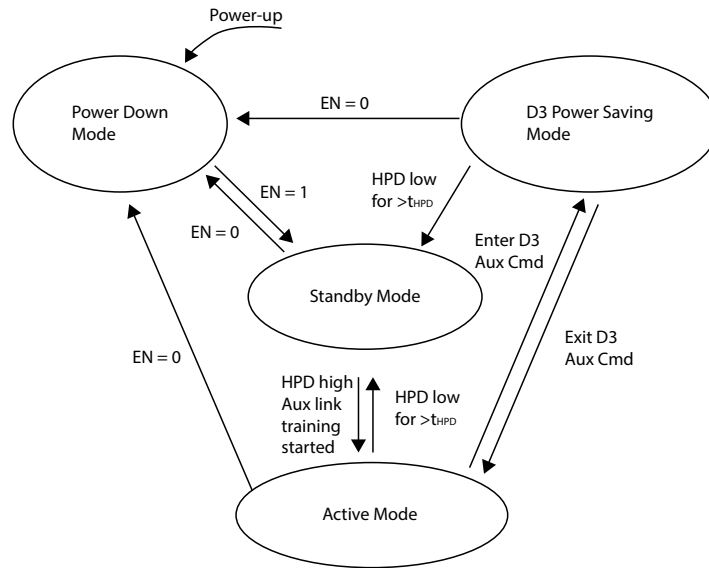 Power-up
Power Down
Mode
EN = 0
D3 Power Saving
Mode
EN = 1
EN = 0
HPD low
for >tHPD
Standby Mode
Enter D3
Aux Cmd
EN = 0
Exit D3
Aux Cmd
HPD high
Aux link
training
started
HPD low
for >tHPD
Active Mode